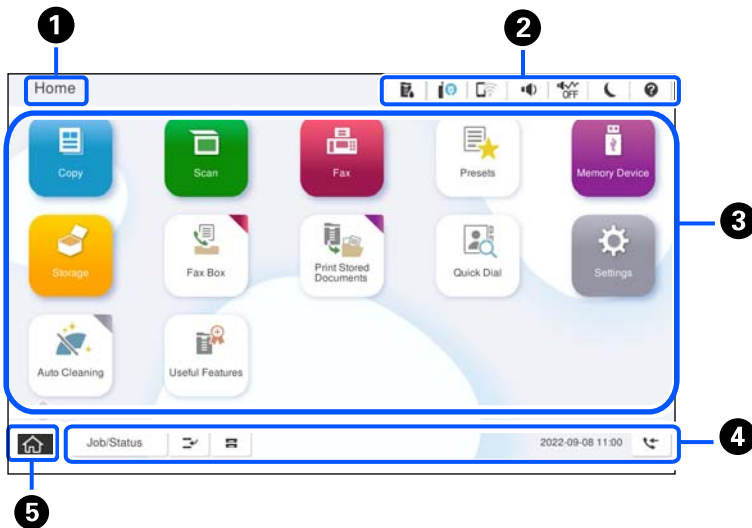 1
2
Home
OFF
Copy
Scan
Fax
Presets
Memory Device
3
Storage
Fax Box
Print Stored
Documents
Quick Dial
Settings
Auto Cleaning
Useful Features
Job/Status
2022-09-08 11:00
4
5